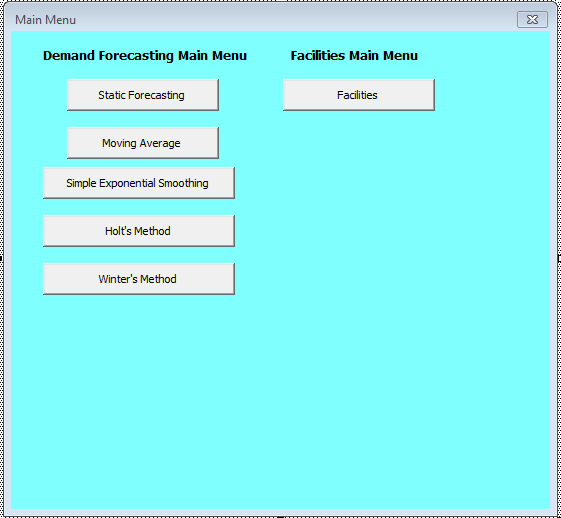 Main Menu
Demand Forecasting Main Menu
Facilities Main Menu
Static Forecasting
Facilities
Moving Average
Simple Exponential Smoothing
Holt's Method
Winter's Method